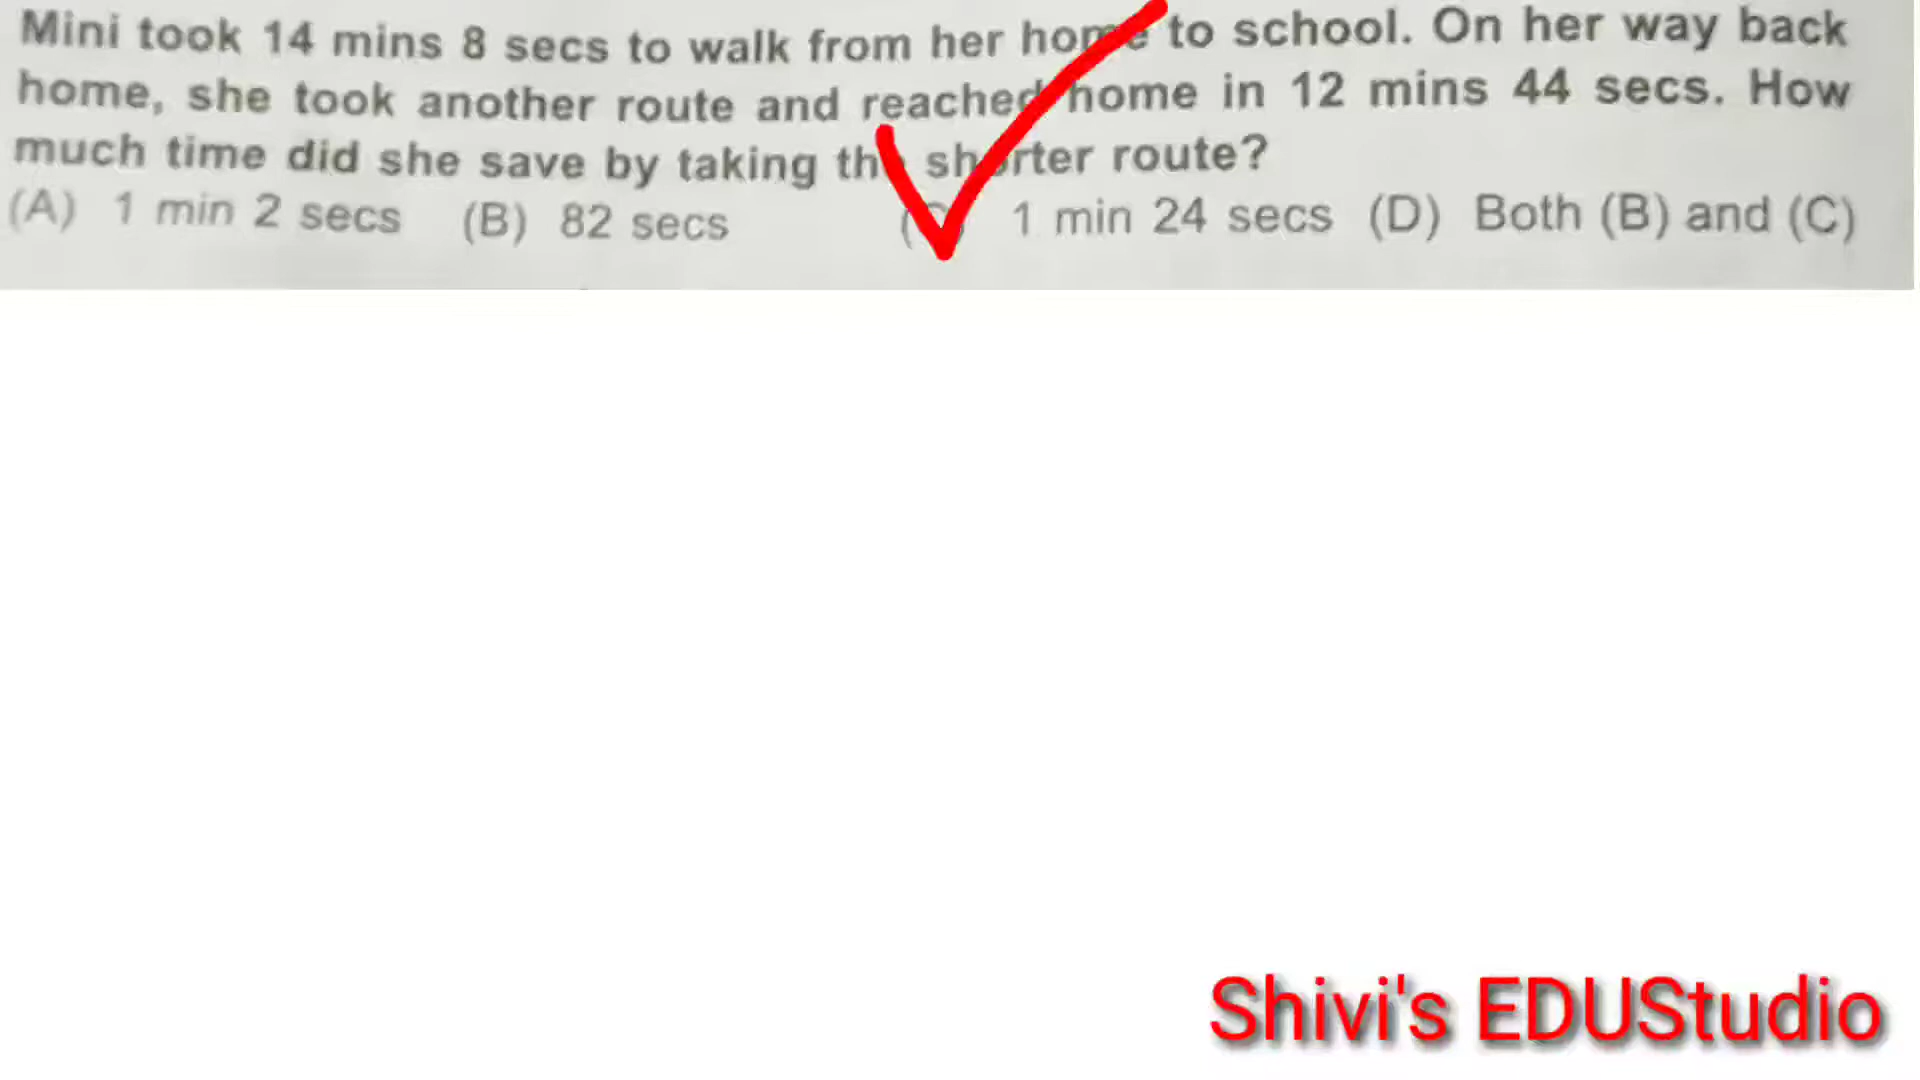 Mini took 14 mins 8 secs to walk from her home to school. On her way back
home, she took another route and reached home in 12 mins 44 secs. How
much time did she save by taking the shorter route?
(A) 1 min 2 secs (B) 82 secs (C) 1 min 24 secs (D) Both (B) and (C)
Shivi's EDUStudio